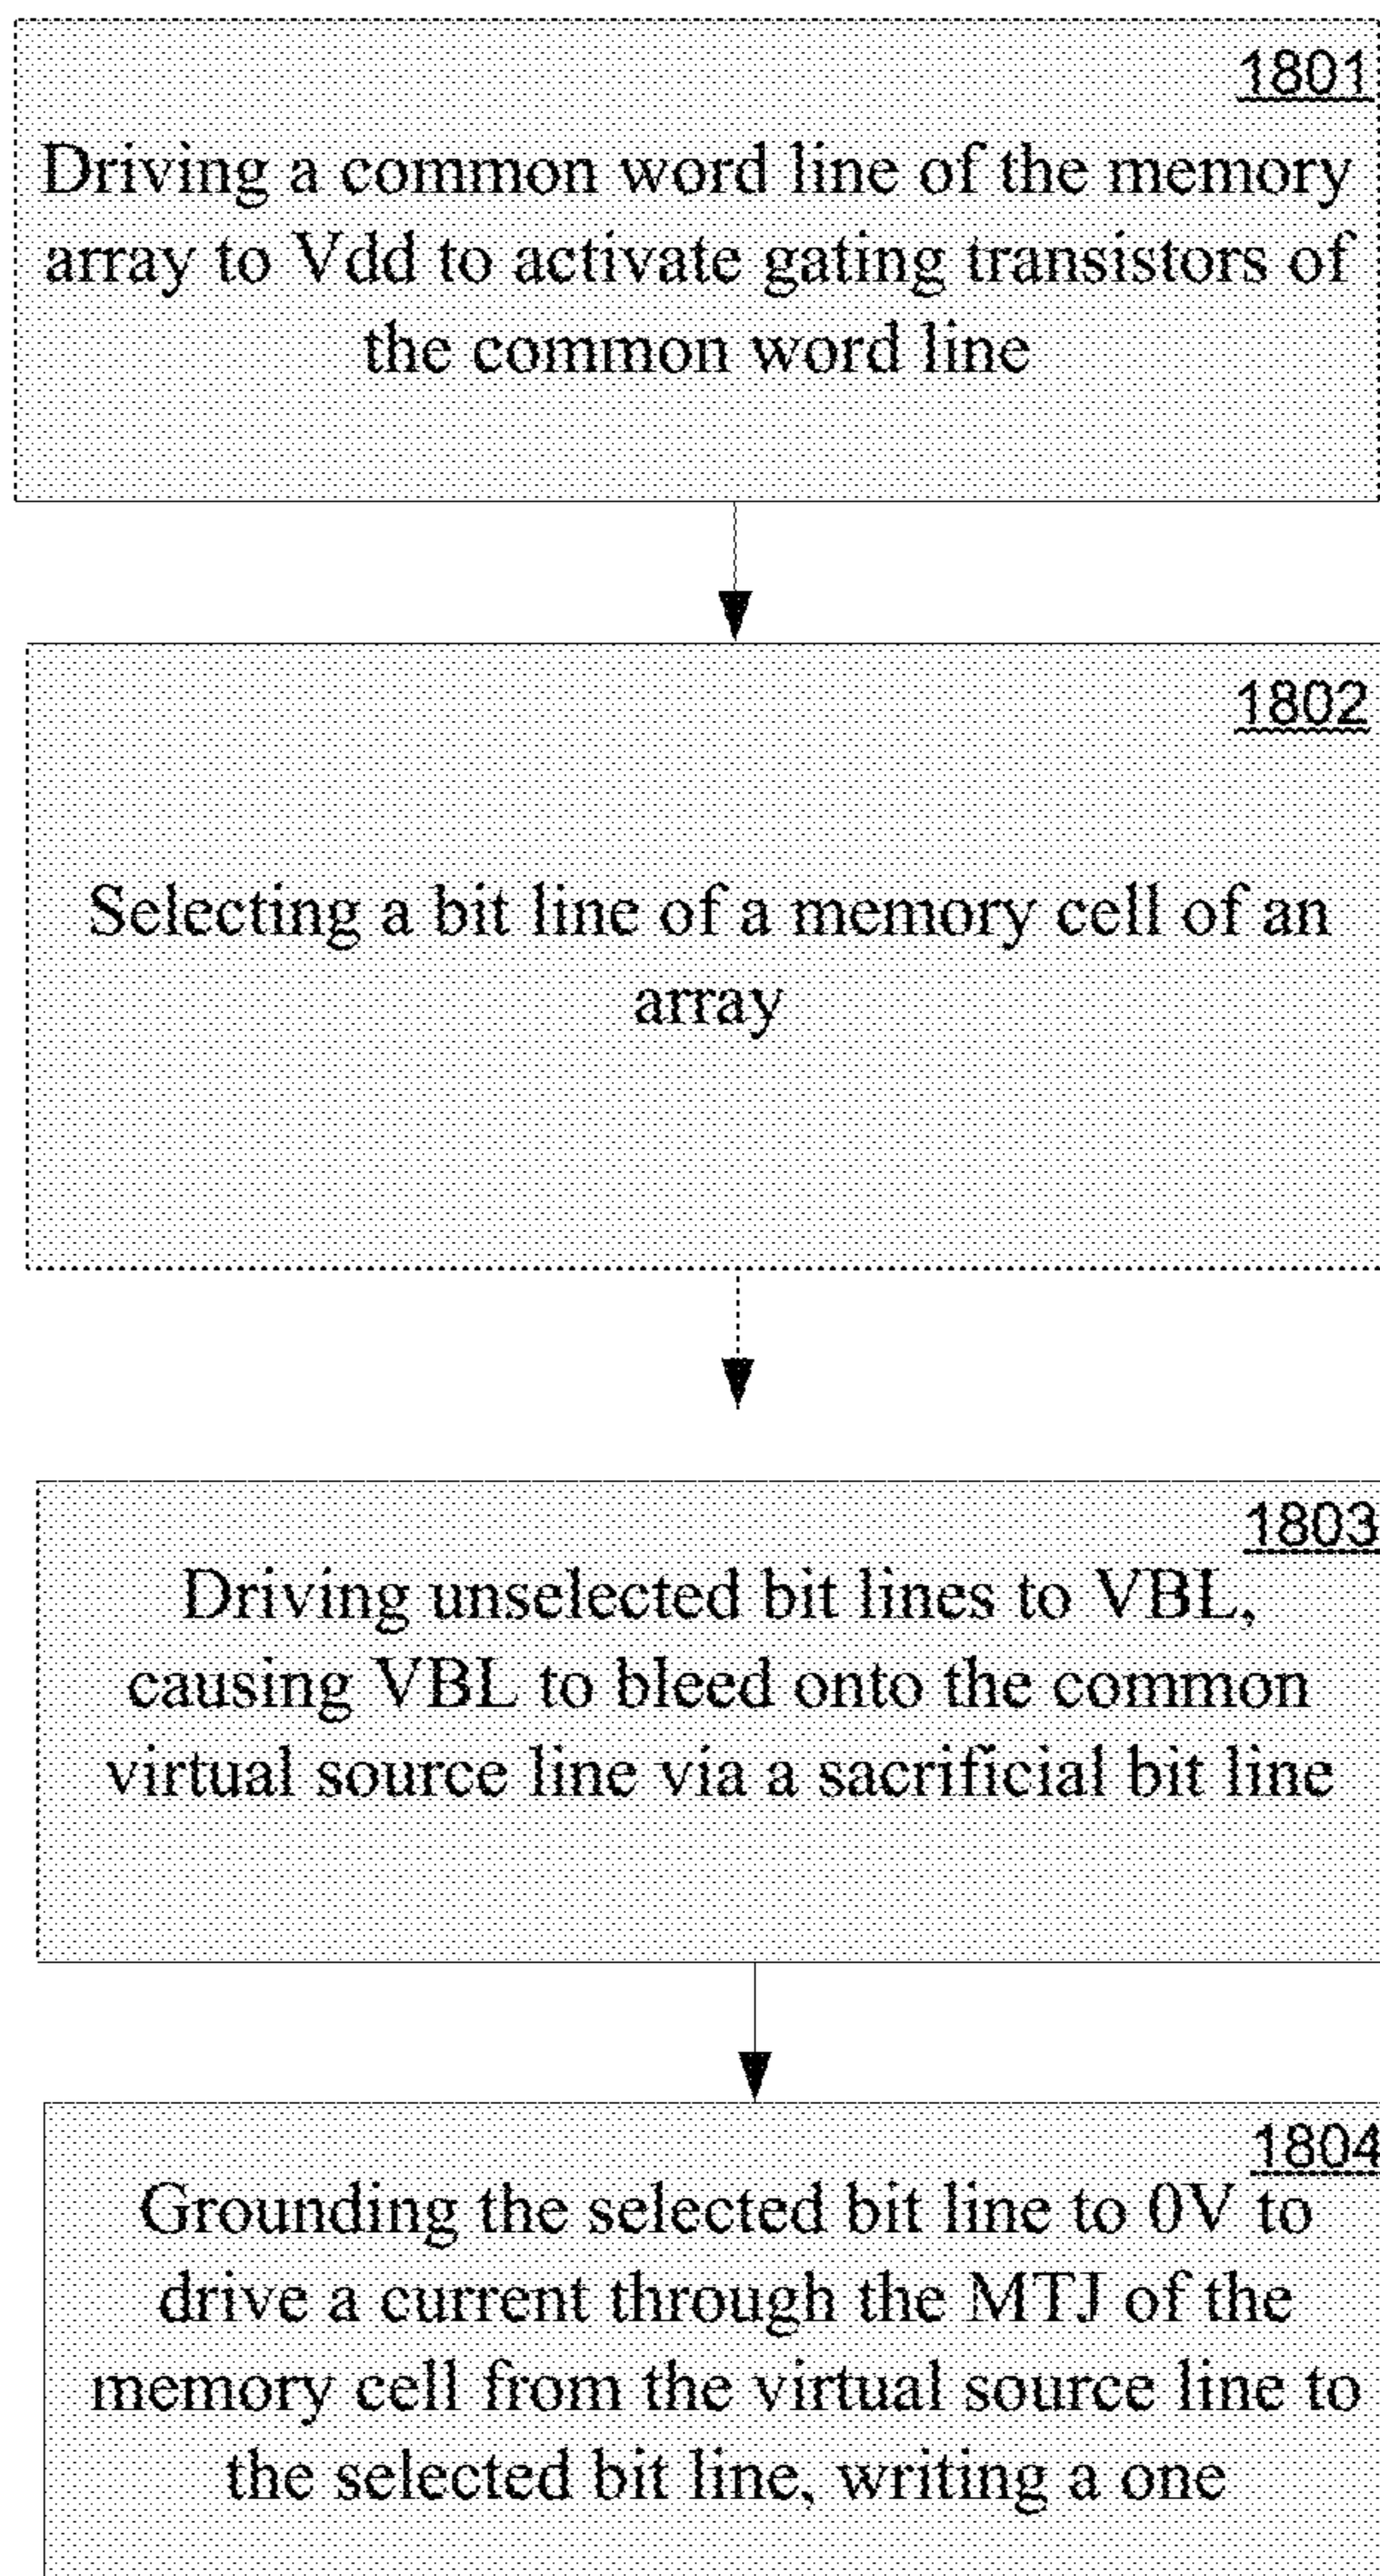 1801
Driving a common word line of the memory
array to Vdd to activate gating transistors of
the common word line
1802
Selecting a bit line of a memory cell of an
array
1803
Driving unselected bit lines to VBL,
causing VBL to bleed onto the common
virtual source line via a sacrificial bit line
1804
Grounding the selected bit line to 0V to
drive a current through the MTJ of the
memory cell from the virtual source line to
the selected bit line, writing a one